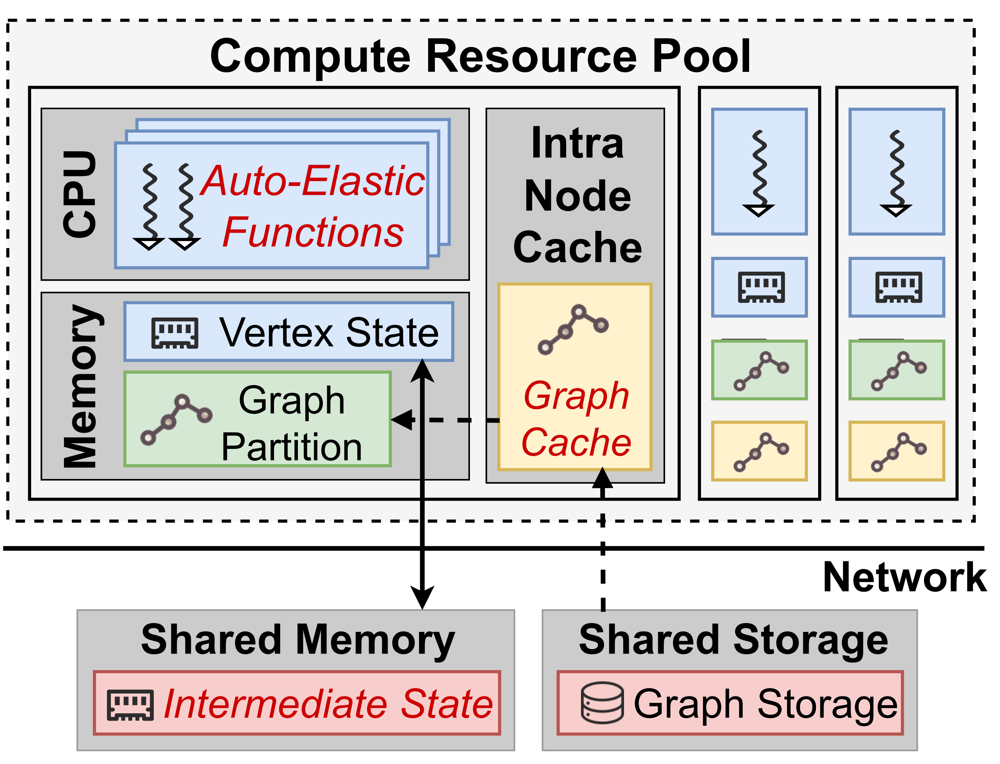 Compute Resource Pool
CPU
Auto-Elastic
Functions
Intra
Node
Cache
Memory
Vertex State
Graph
Partition
Graph
Cache
Network
Shared Memory
Intermediate State
Shared Storage
Graph Storage